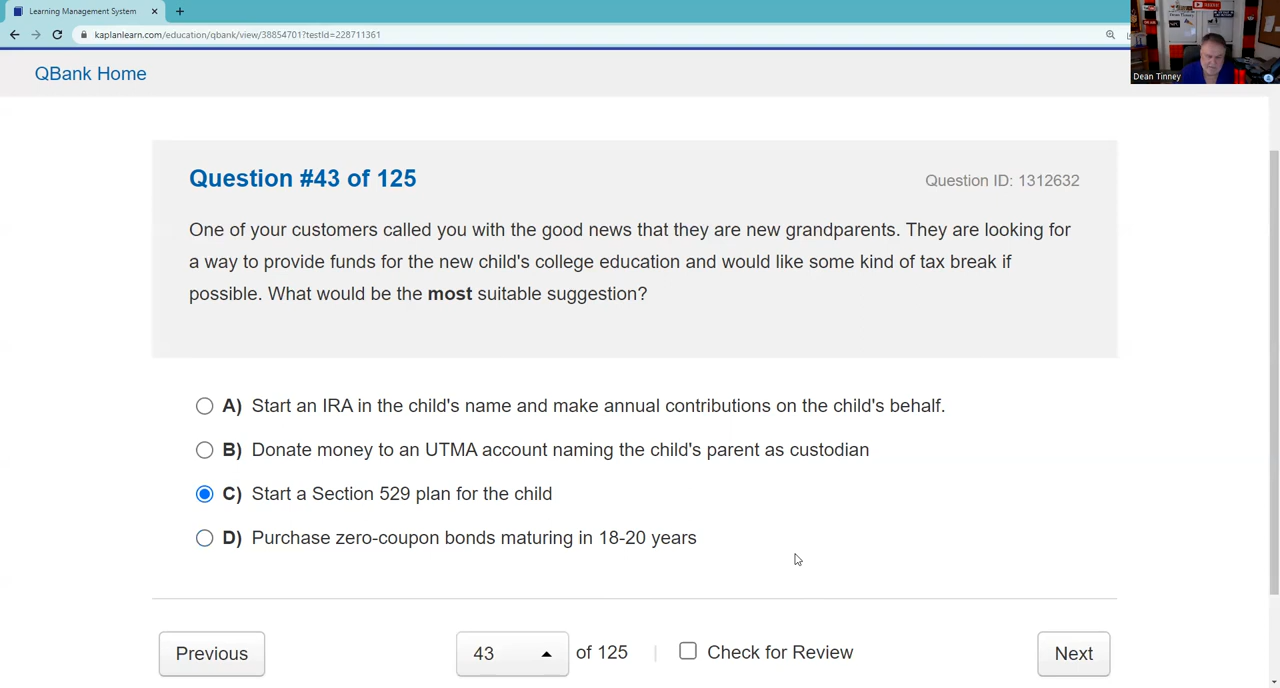 Learning Management System
kaplanlearn.com/education/qbank/view/38854701?testId=228711361
Dean Tinney
QBank Home
Question #43 of 125
Question ID: 1312632
One of your customers called you with the good news that they are new grandparents. They are looking for
a way to provide funds for the new child's college education and would like some kind of tax break if
possible. What would be the most suitable suggestion?
A) Start an IRA in the child's name and make annual contributions on the child's behalf.
B) Donate money to an UTMA account naming the child's parent as custodian
C) Start a Section 529 plan for the child
D) Purchase zero-coupon bonds maturing in 18-20 years
Previous
43
of 125
Check for Review
Next